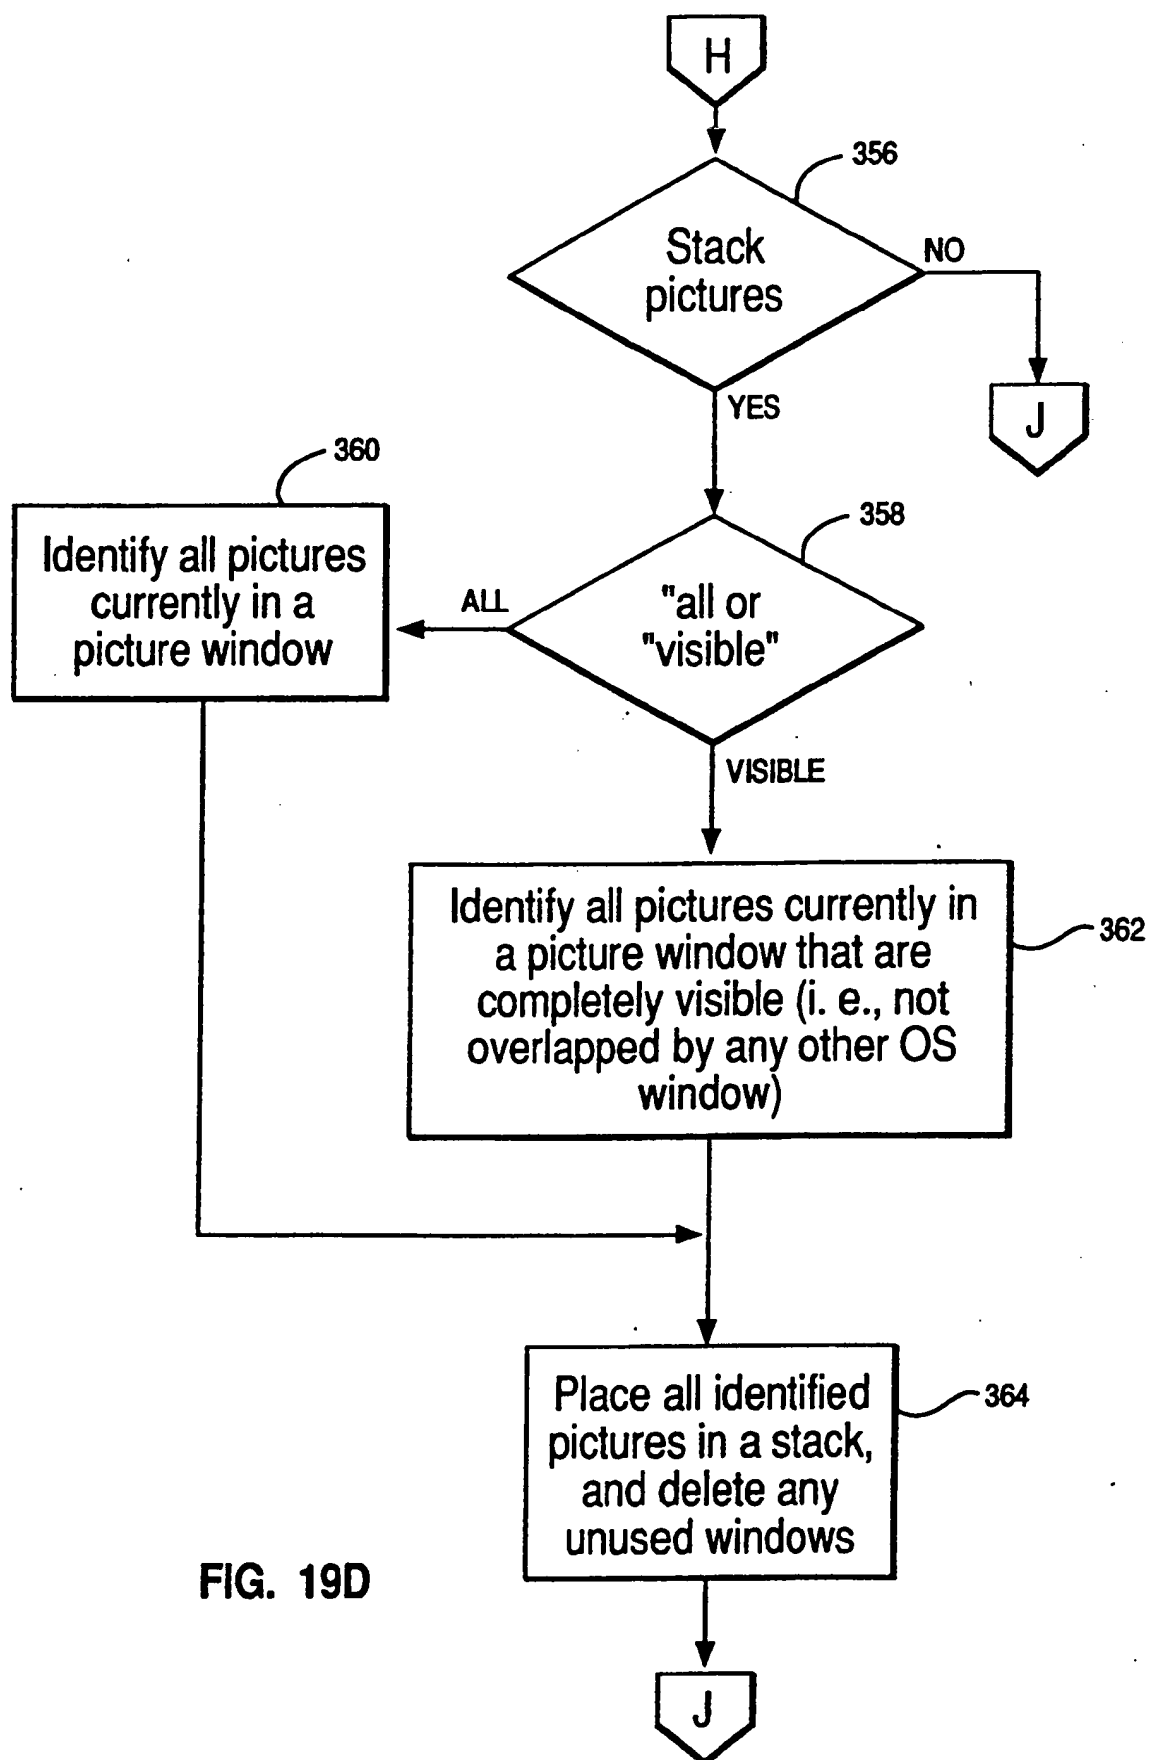 H
356
Stack
pictures
NO
J
YES
360
Identify all pictures
currently in a
picture window
ALL
358
"all or
"visible"
VISIBLE
Identify all pictures currently in
a picture window that are
completely visible (i. e., not
overlapped by any other OS
window)
362
Place all identified
pictures in a stack,
and delete any
unused windows
364
FIG. 19D
J